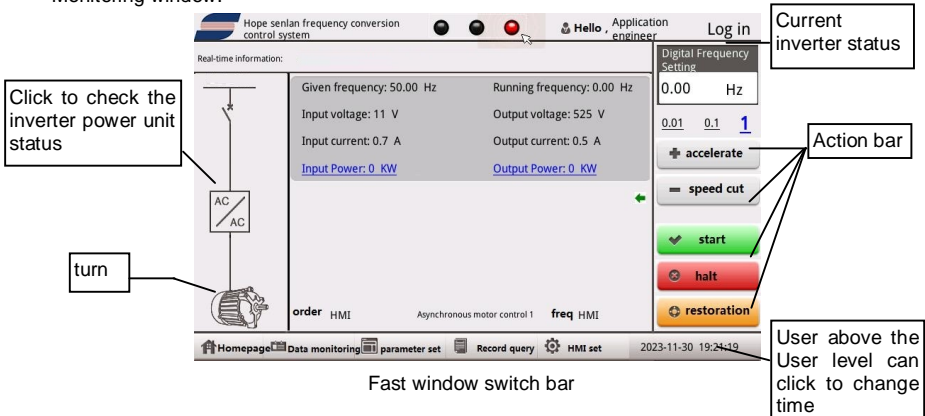 Monitoring window.
Hope senlan frequency conversion
control system
Hello , Application
engineer
Log in
Current
inverter status
Real-time information:
Digital Frequency
Setting
0.00 Hz
0.01 0.1 1
Given frequency: 50.00 Hz Running frequency: 0.00 Hz
Input voltage: 11 V Output voltage: 525 V
Input current: 0.7 A Output current: 0.5 A
Input Power: 0 KW Output Power: 0 KW
Click to check the
inverter power unit
status
Action bar
accelerate
speed cut
AC
AC
start
turn
halt
restoration
order HMI Asynchronous motor control 1 freq HMI
Homepage Data monitoring parameter set Record query HMI set 2023-11-30 19:21:19
User above the
User level can
click to change
time
Fast window switch bar